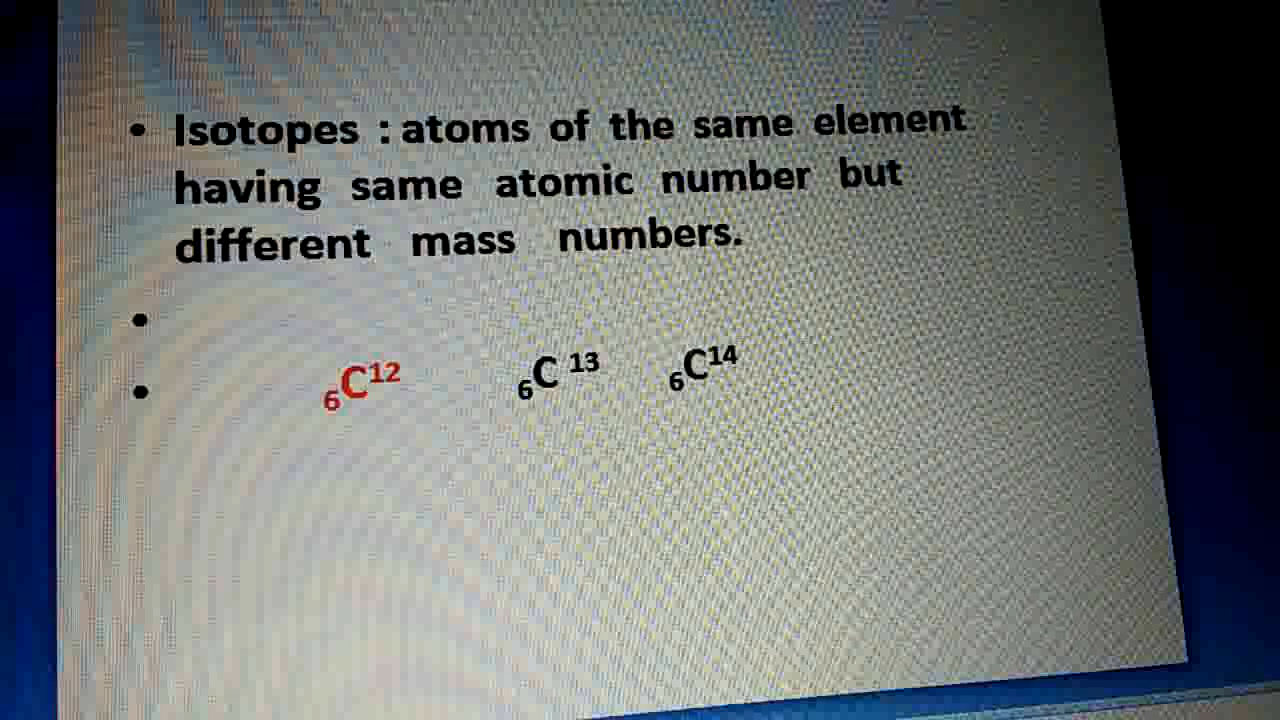 • Isotopes : atoms of the same element
having same atomic number but
different mass numbers.
•
• ₆C¹² ₆C ¹³ ₆C¹⁴